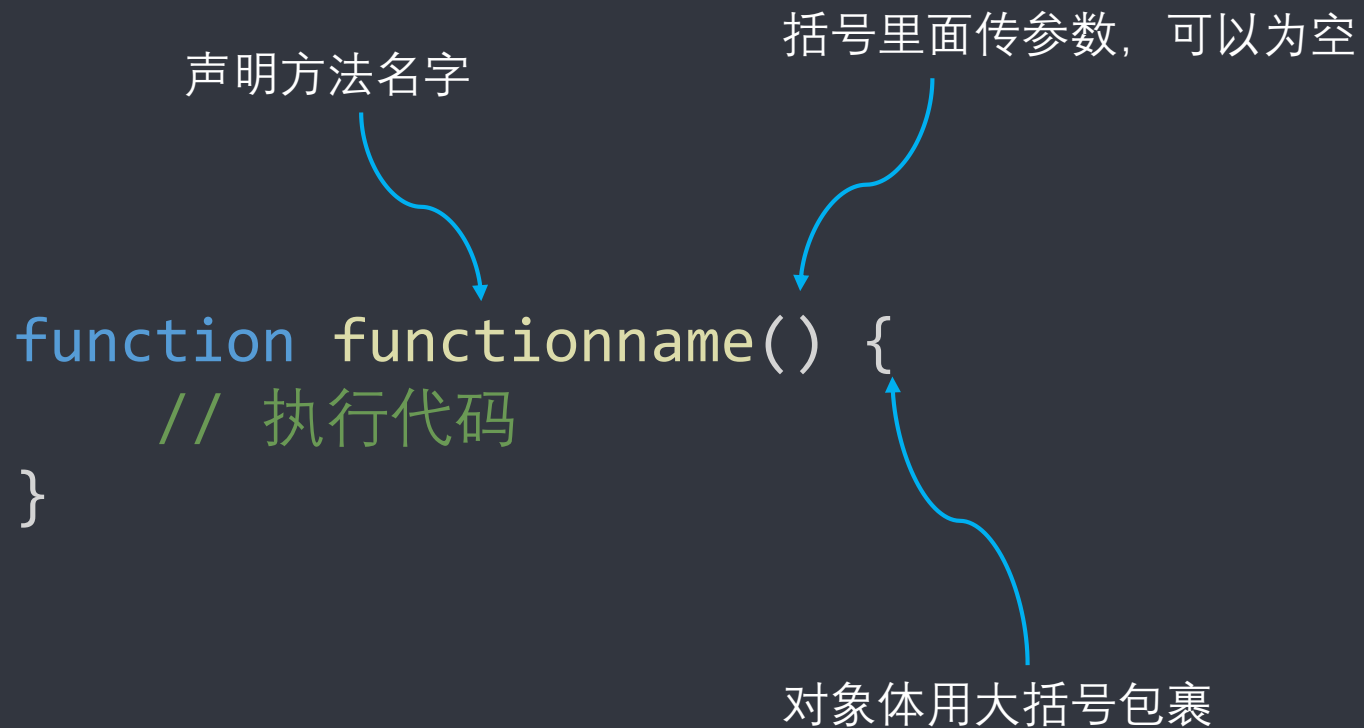 括号里面传参数，可以为空
声明方法名字
function functionname() {
// 执行代码
}
对象体用大括号包裹